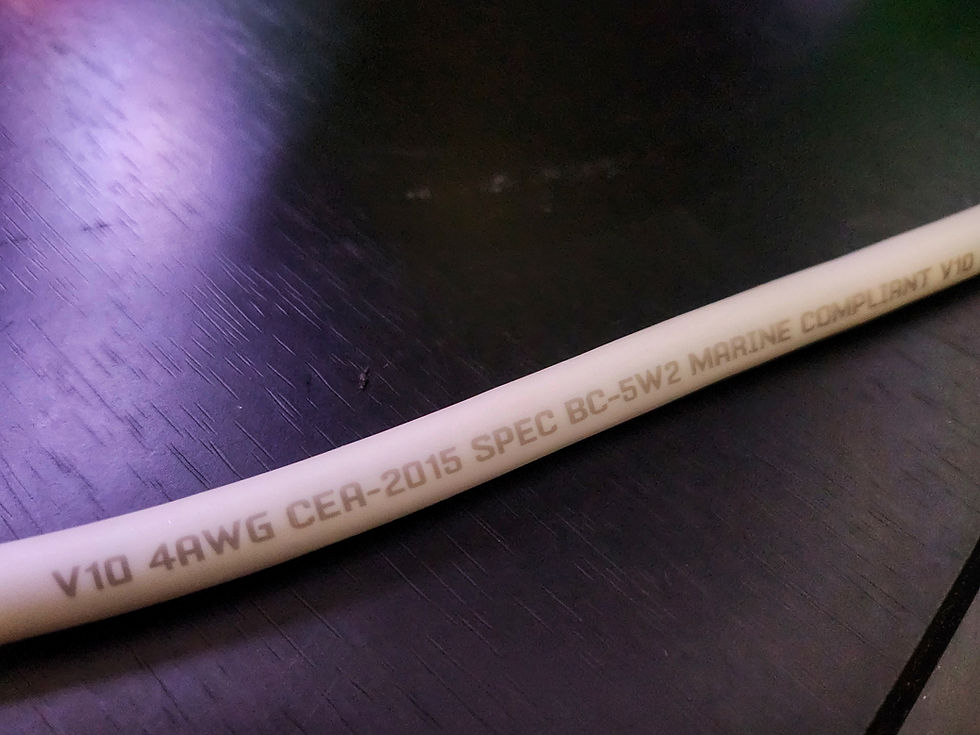 V10 4AWG CEA-2015 SPEC BC-5W2 MARINE COMPLIANT V10